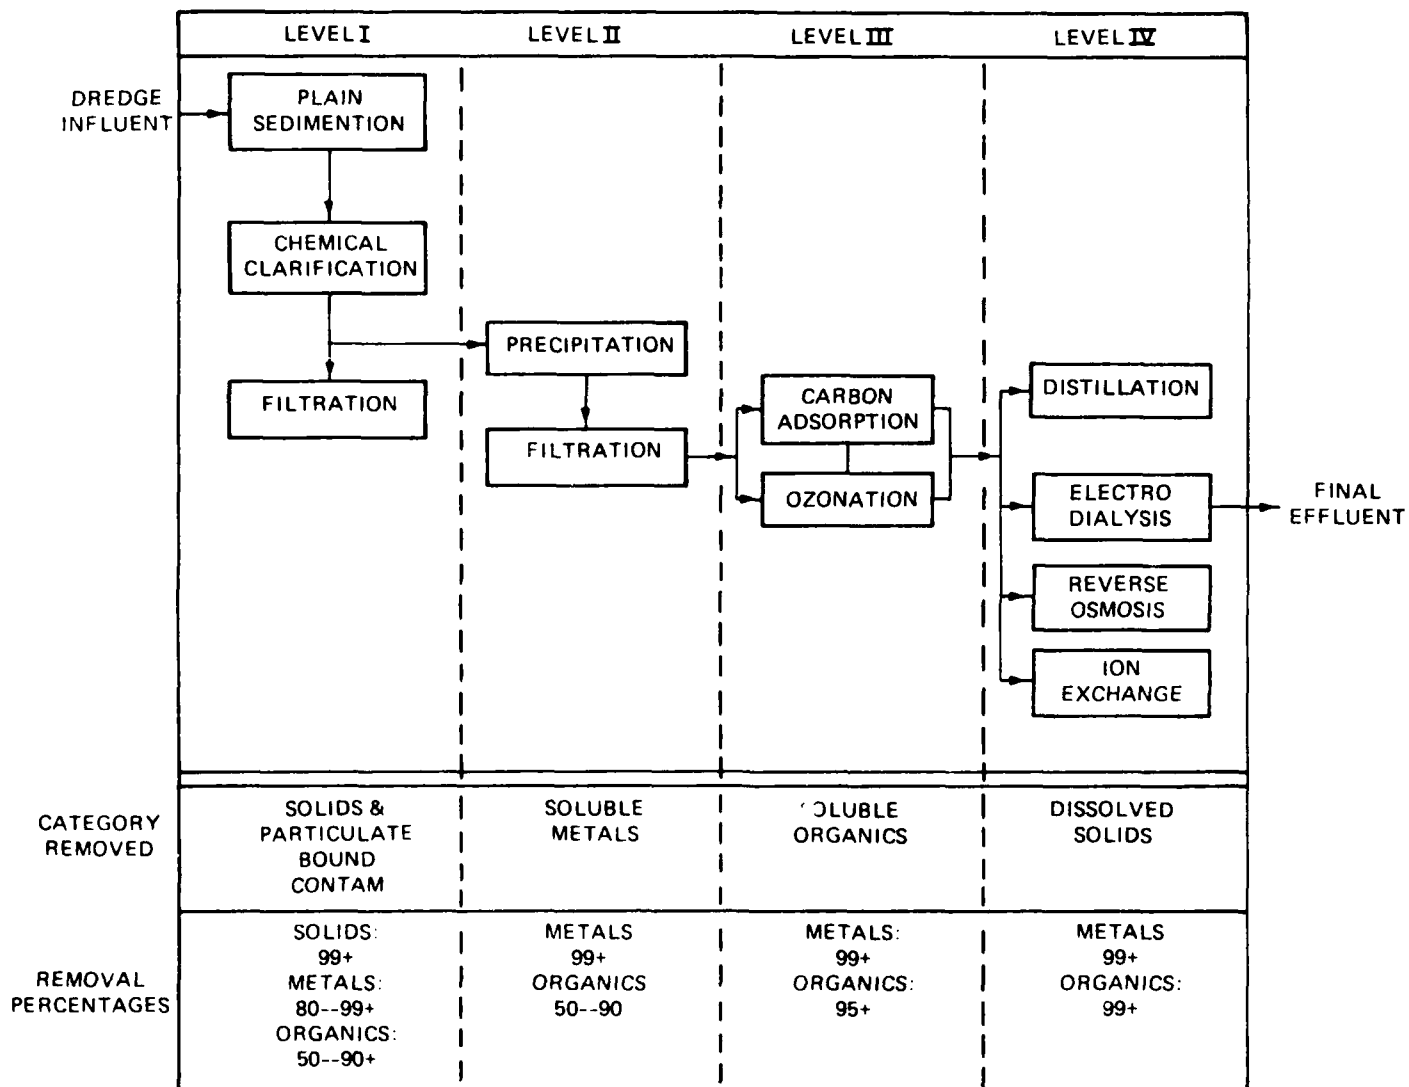 LEVEL I
LEVEL II
LEVEL III
LEVEL IV
DREDGE
INFLUENT
PLAIN
SEDIMENTION
CHEMICAL
CLARIFICATION
FILTRATION
PRECIPITATION
FILTRATION
CARBON
ADSORPTION
OZONATION
DISTILLATION
ELECTRO
DIALYSIS
REVERSE
OSMOSIS
ION
EXCHANGE
FINAL
EFFLUENT
CATEGORY
REMOVED
SOLIDS &
PARTICULATE
BOUND
CONTAM
SOLUBLE
METALS
OLUBLE
ORGANICS
DISSOLVED
SOLIDS
REMOVAL
PERCENTAGES
SOLIDS:
99+
METALS:
80--99+
ORGANICS:
50--90+
METALS
99+
ORGANICS
50--90
METALS:
99+
ORGANICS:
95+
METALS
99+
ORGANICS:
99+